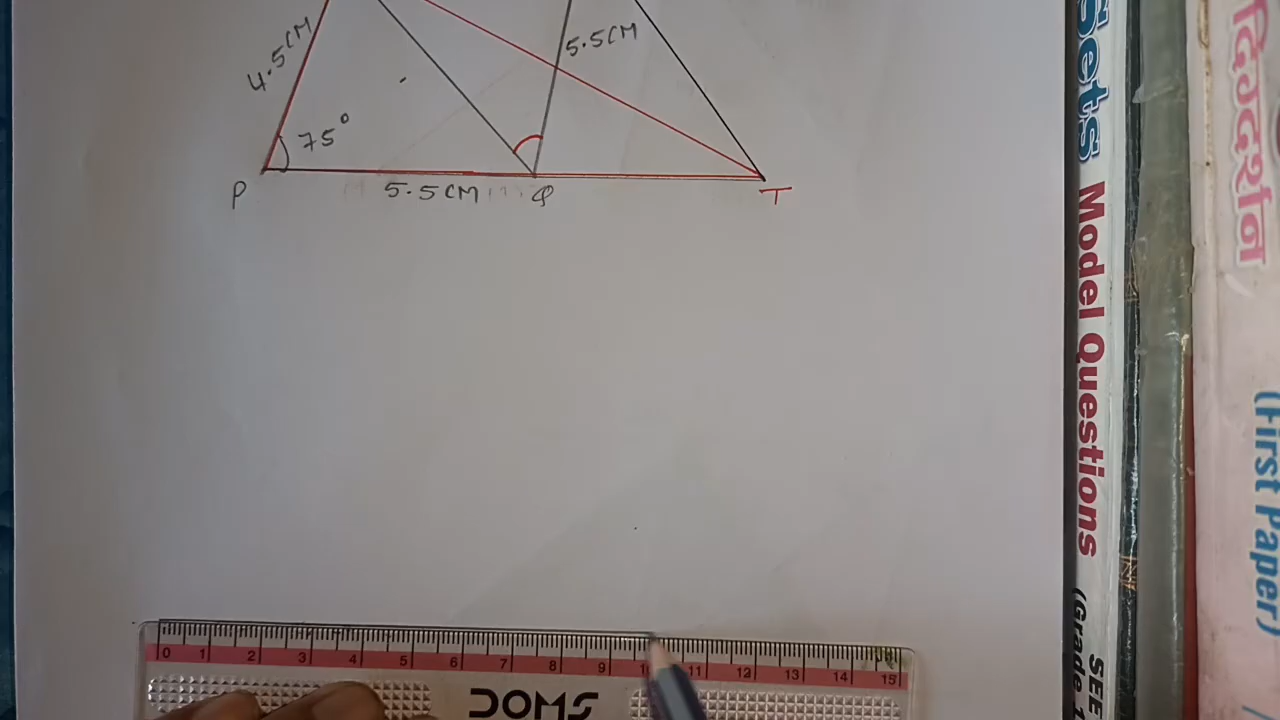 4.5CM
5.5CM
75°
P
5.5CM
Q
T
0 1 2 3 4 5 6 7 8 9 10 11 12 13 14 15
DOMS
Sets Model Questions
SEE
(Grade 1
(First Paper)